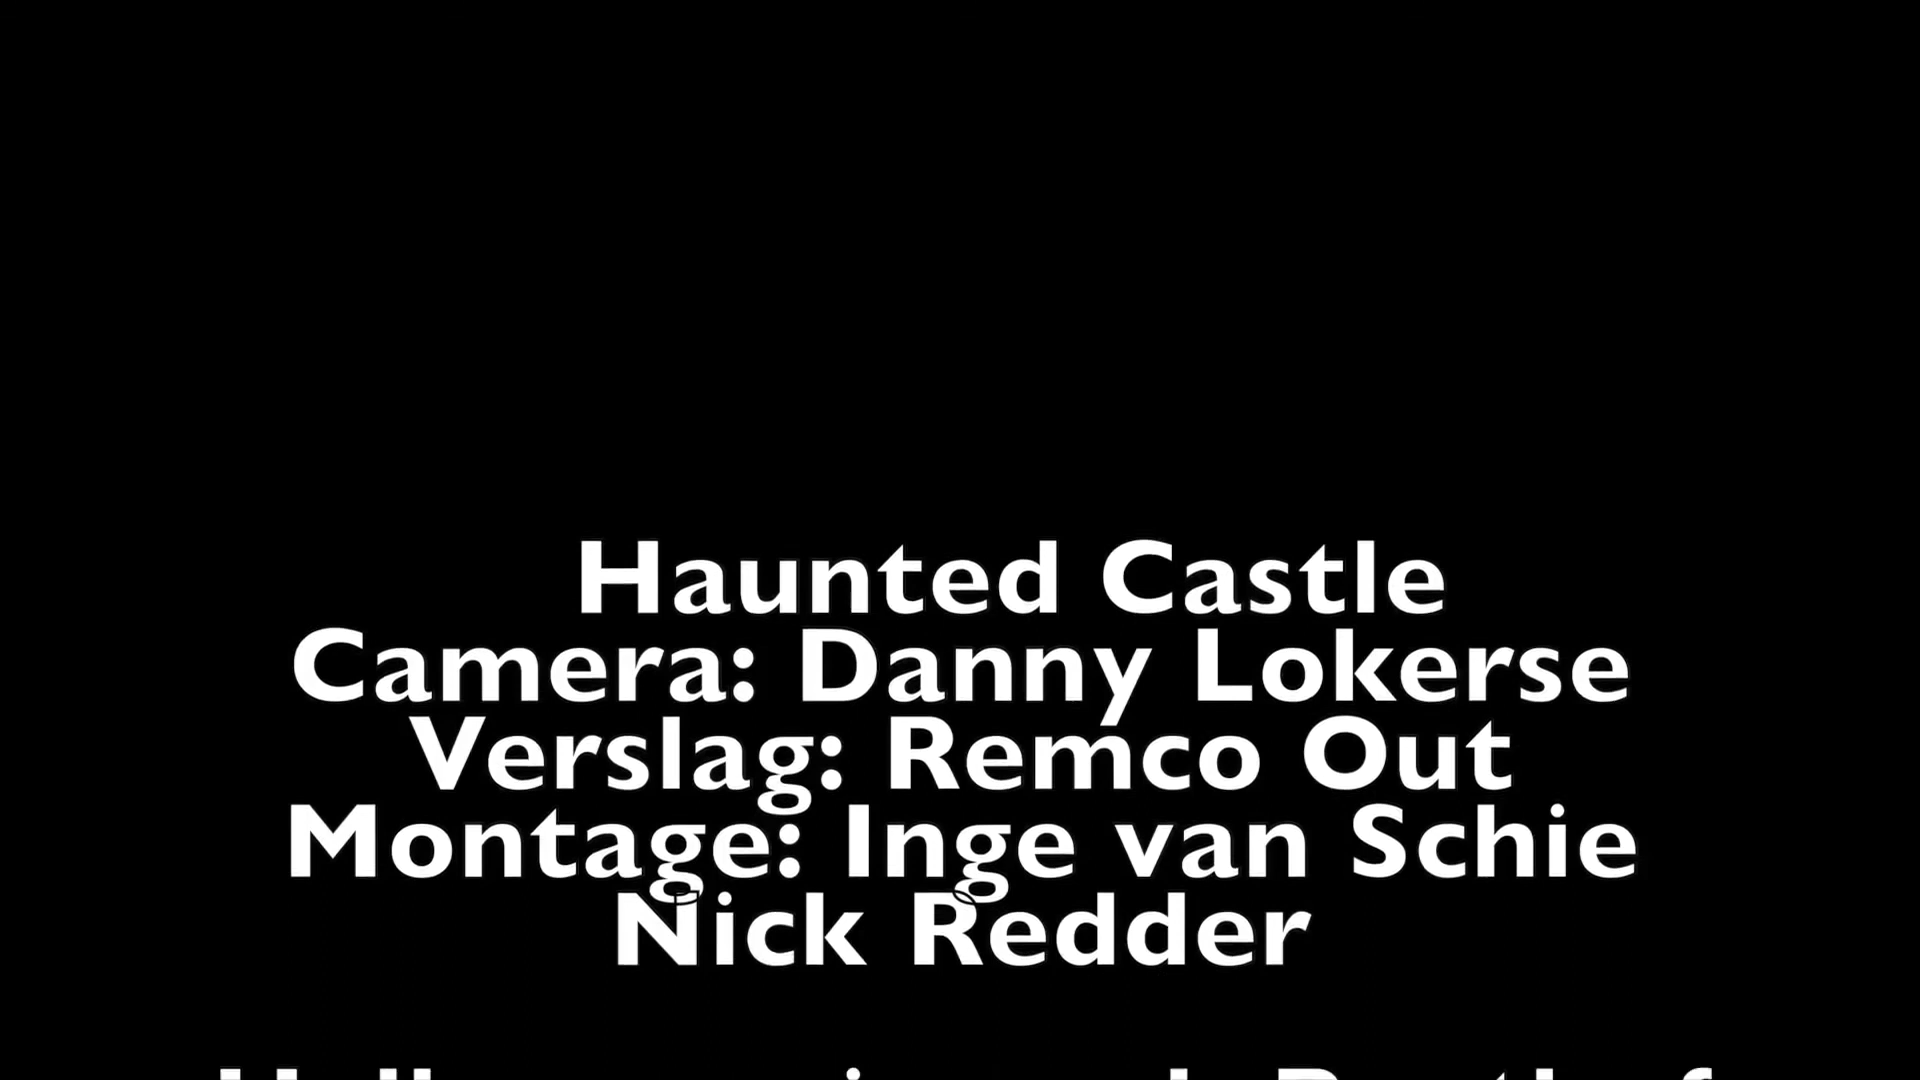 Haunted Castle
Camera: Danny Lokerse
Verslag: Remco Out
Montage: Inge van Schie
Nick Redder